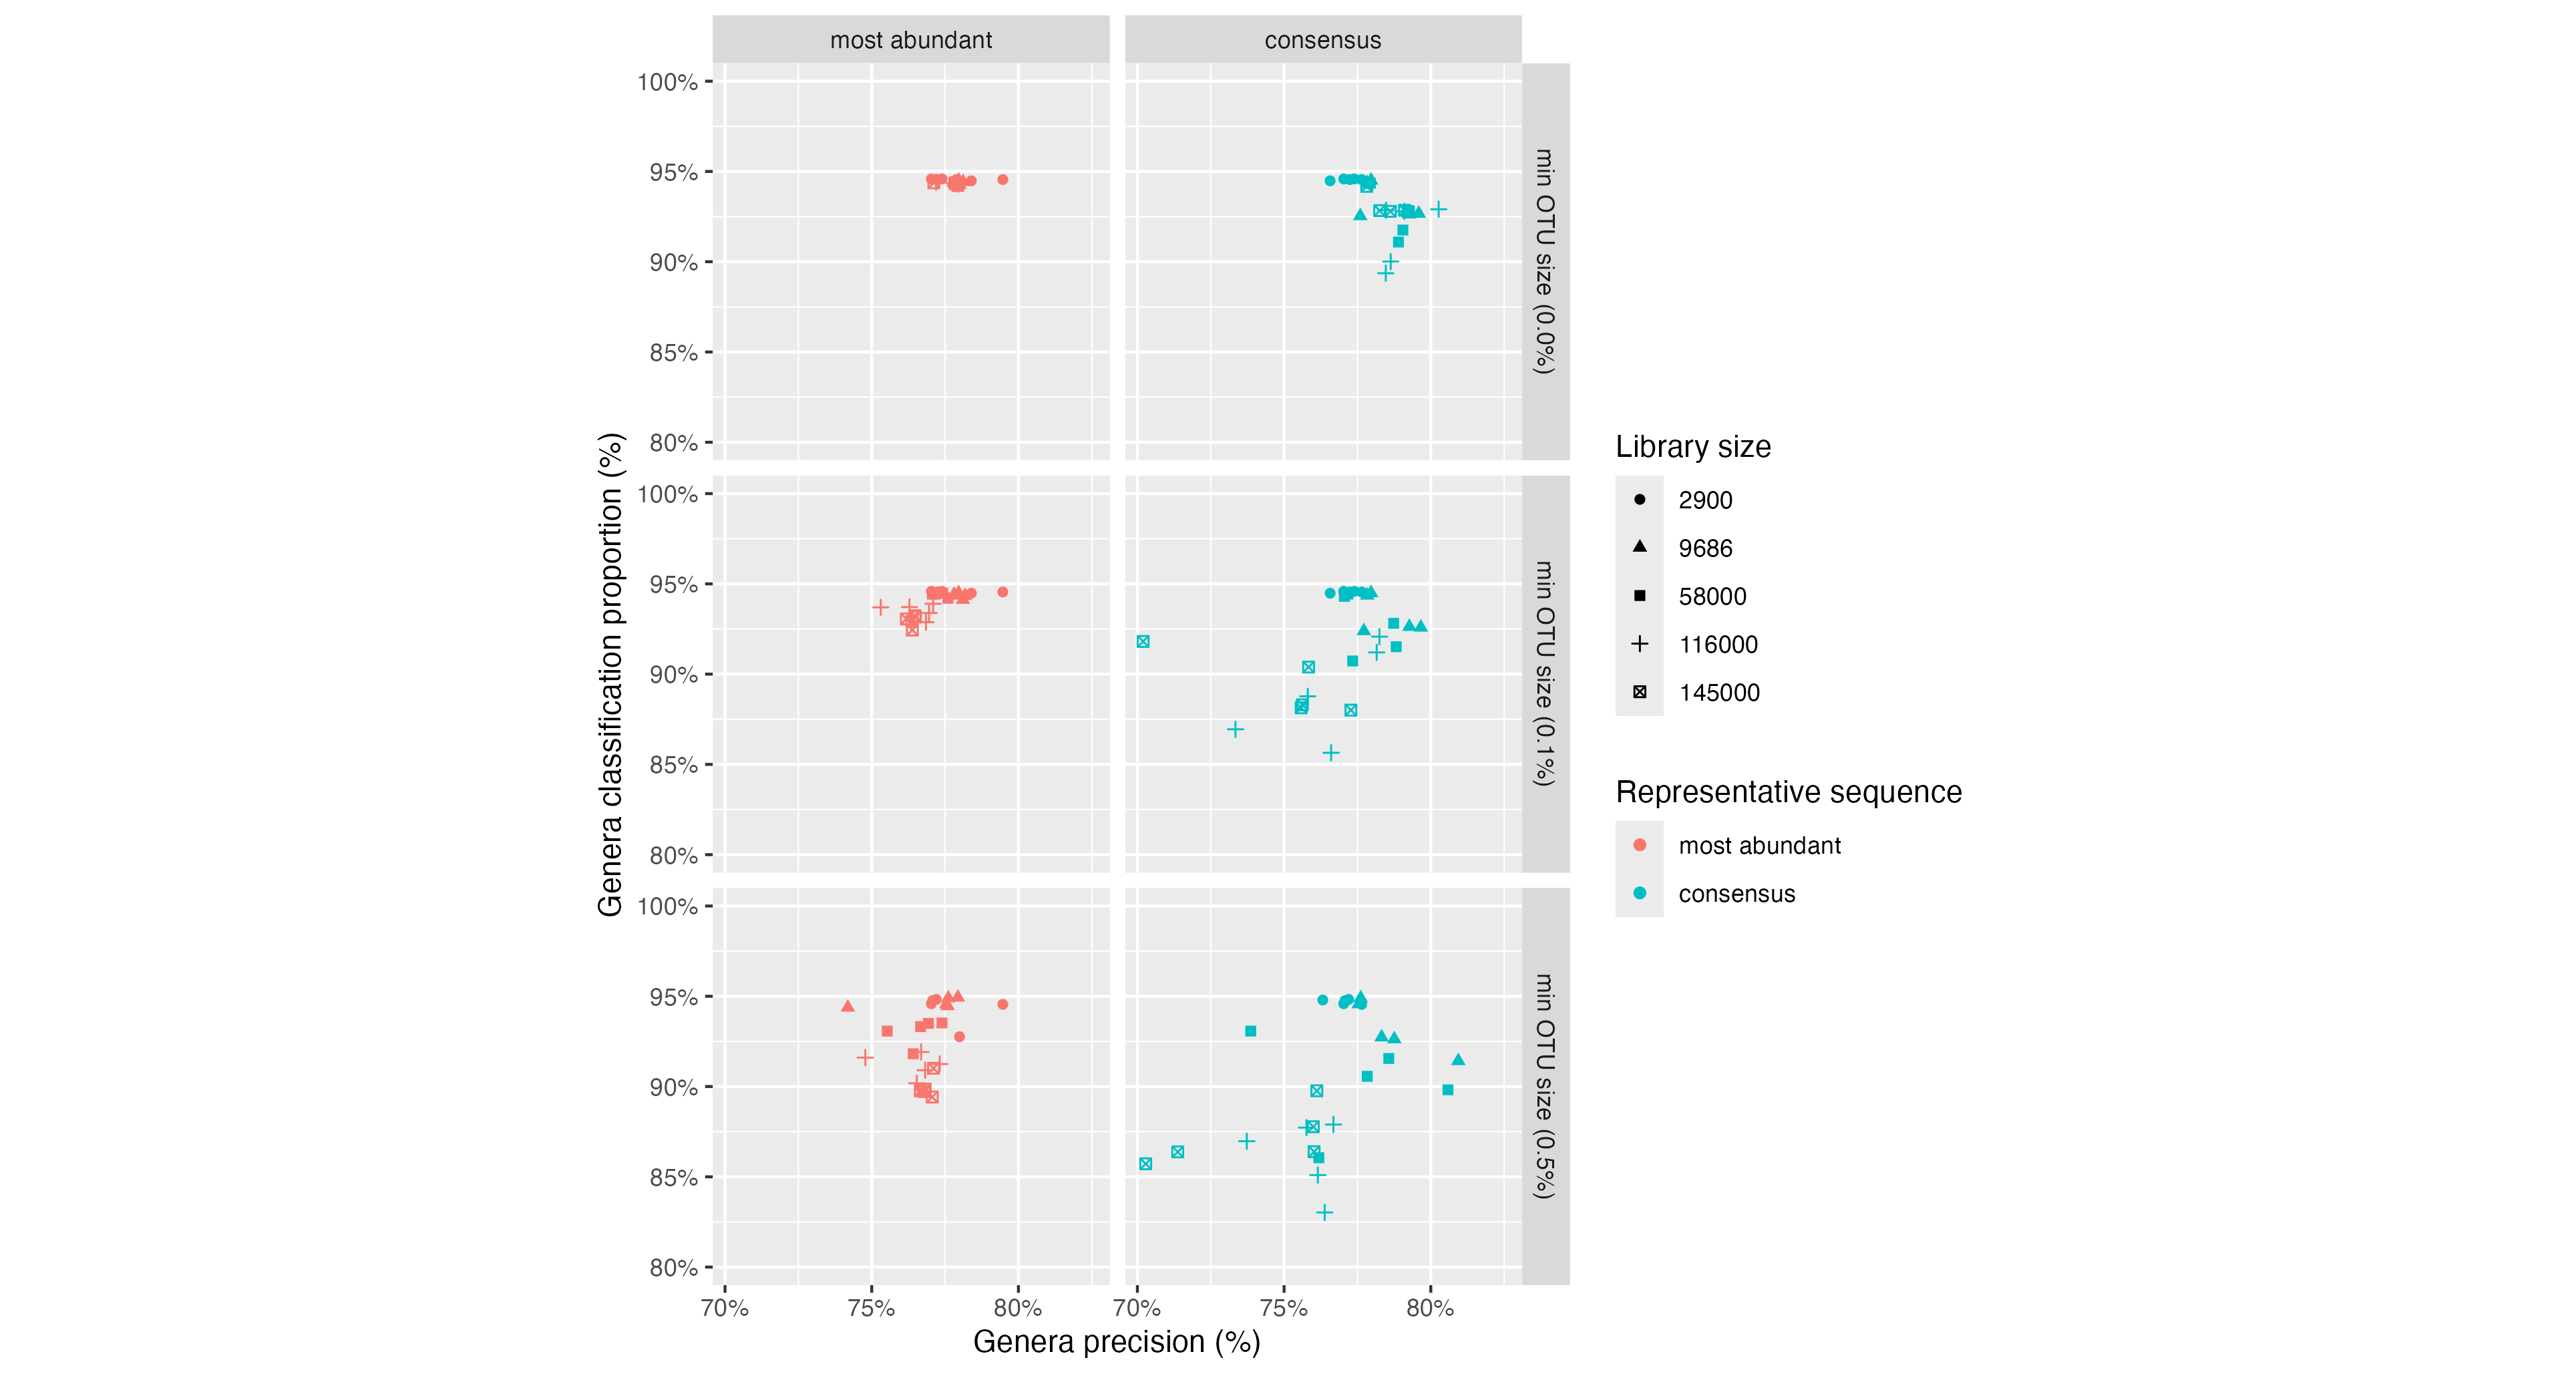 most abundant
consensus
100%
95%
90%
85%
80%
min OTU size (0.0%)
100%
95%
90%
85%
80%
min OTU size (0.1%)
100%
95%
90%
85%
80%
min OTU size (0.5%)
70%
75%
80%
70%
75%
80%
Genera precision (%)
Genera classification proportion (%)
Library size
2900
9686
58000
116000
145000
Representative sequence
most abundant
consensus